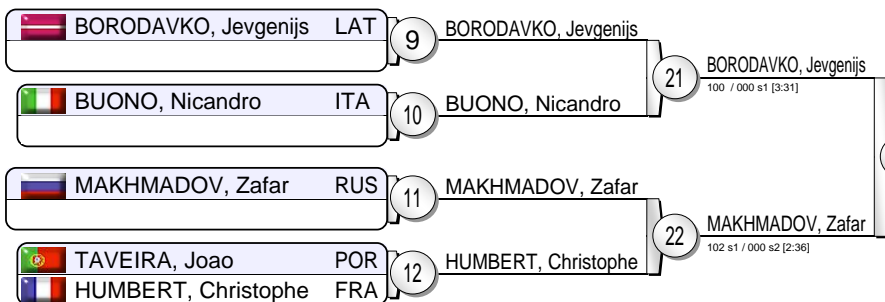 BORODAVKO, Jevgenijs LAT
9
BORODAVKO, Jevgenijs
21
BORODAVKO, Jevgenijs
100 / 000 s1 [3:31]
BUONO, Nicandro ITA
10
BUONO, Nicandro
MAKHMADOV, Zafar RUS
11
MAKHMADOV, Zafar
22
MAKHMADOV, Zafar
102 s1 / 000 s2 [2:36]
TAVEIRA, Joao POR
12
HUMBERT, Christophe
HUMBERT, Christophe FRA